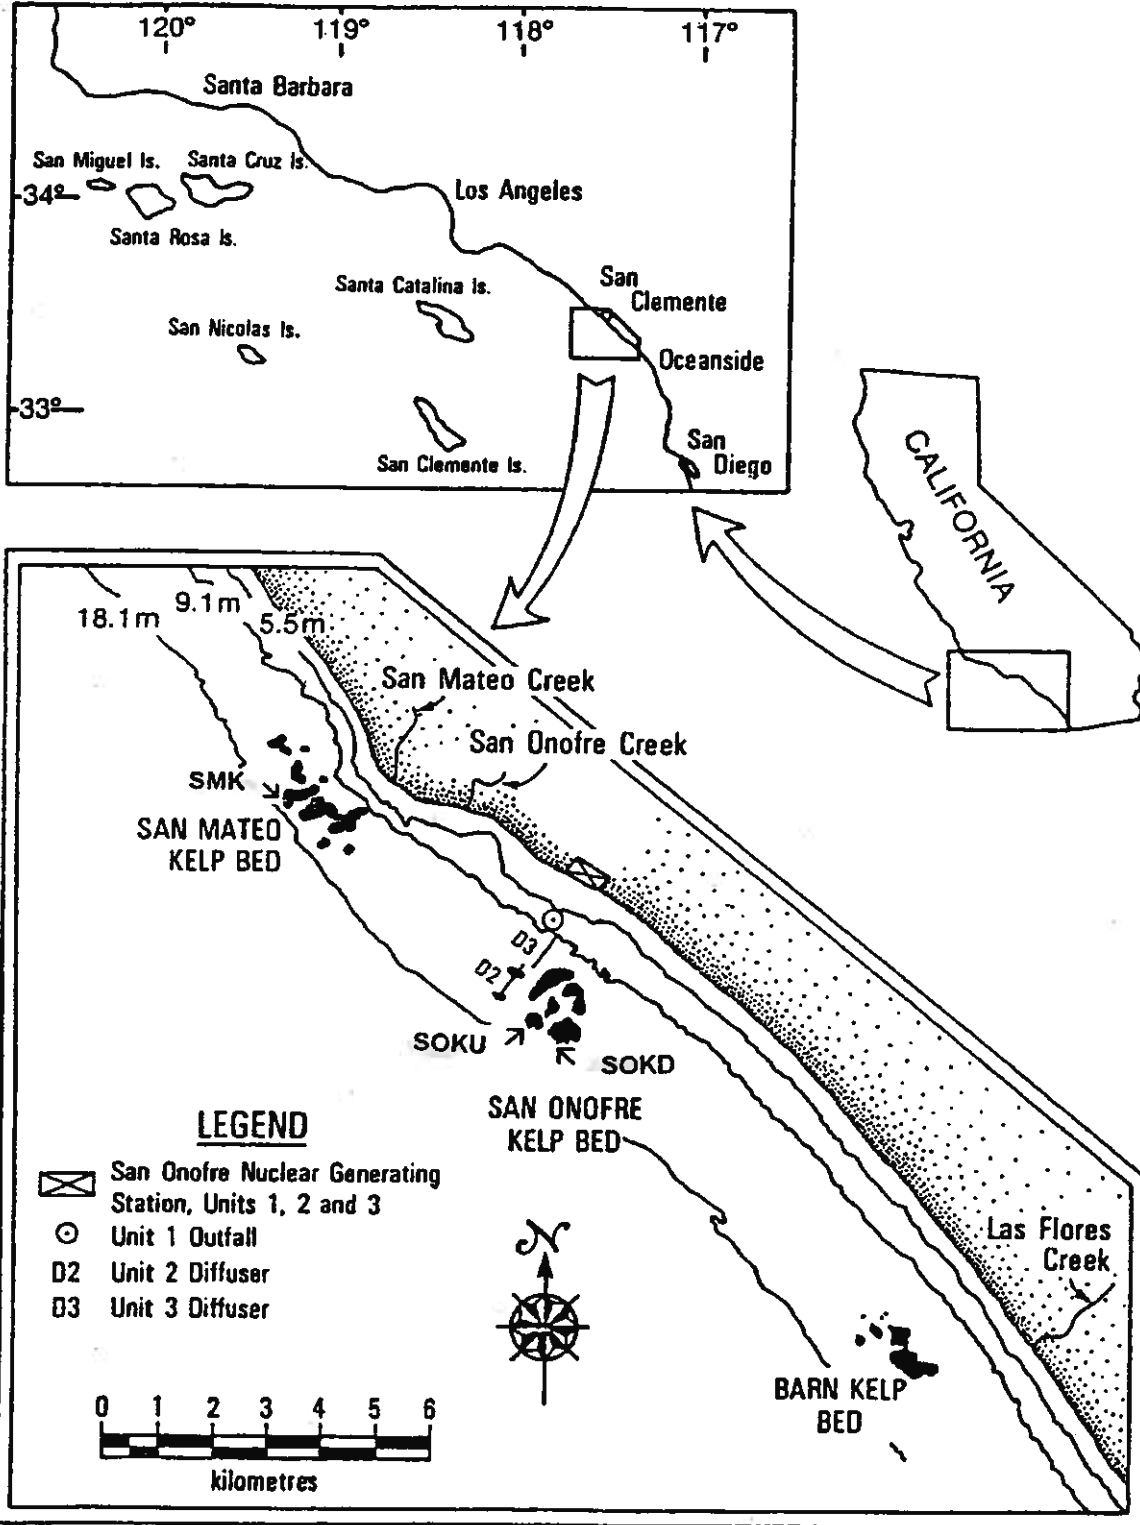 120° 119° 118° 117°
Santa Barbara
San Miguel Is. Santa Cruz Is.
34°
Los Angeles
Santa Rosa Is.
San
Clemente
Santa Catalina Is.
San Nicolas Is.
Oceanside
33°
San
Diego
San Clemente Is.
CALIFORNIA
18.1m
9.1m
5.5m
San Mateo Creek
San Onofre Creek
SMK
SAN MATEO
KELP BED
D3
D2
SOKU
SOKD
SAN ONOFRE
KELP BED
LEGEND
San Onofre Nuclear Generating
Station, Units 1, 2 and 3
Unit 1 Outfall
D2 Unit 2 Diffuser
D3 Unit 3 Diffuser
N
Las Flores
Creek
BARN KELP
BED
0 1 2 3 4 5 6
kilometres